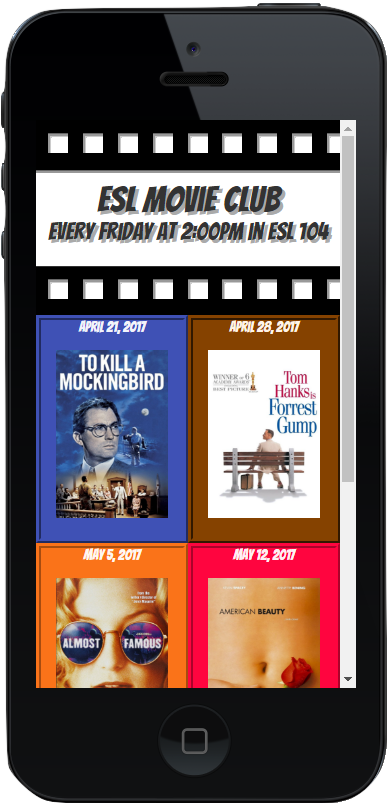 ESL MOVIE CLUB
EVERY FRIDAY AT 2:00PM IN ESL 104
APRIL 21, 2017
APRIL 28, 2017
TO KILL A
MOCKINGBIRD
WINNER OF 6
ACADEMY AWARDS
BEST PICTURE
Tom
Hanks is
Forrest
Gump
MAY 5, 2017
MAY 12, 2017
ALMOST FAMOUS
AMERICAN BEAUTY